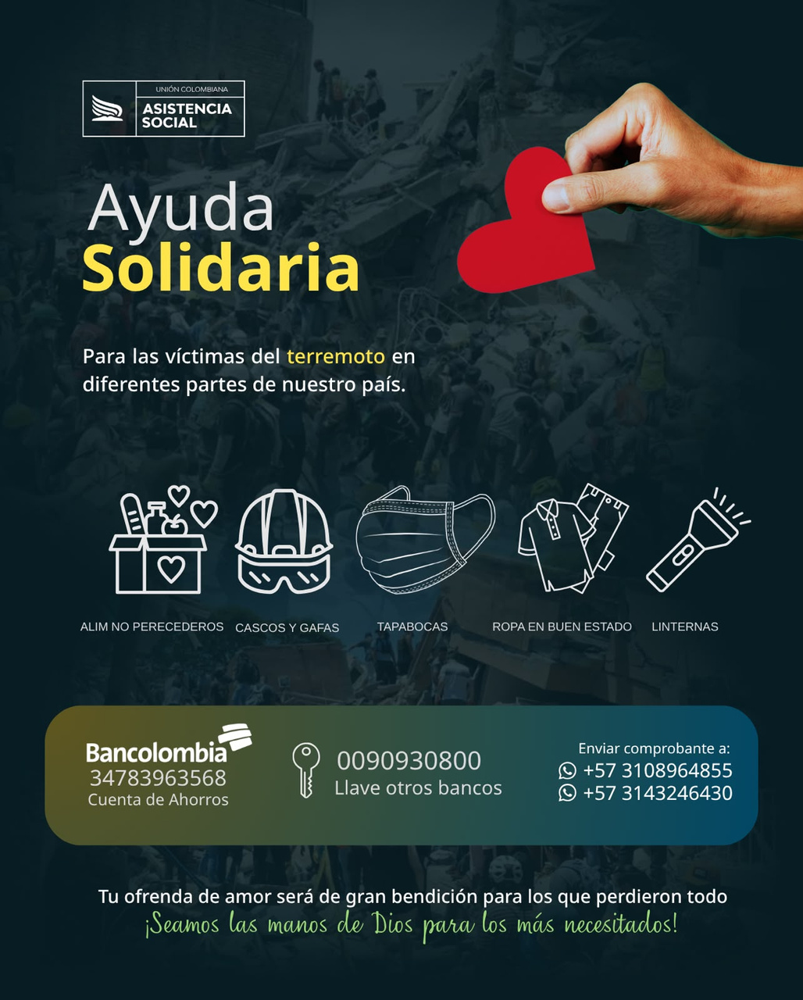 UNIÓN COLOMBIANA
ASISTENCIA
SOCIAL
Ayuda
Solidaria
Para las víctimas del terremoto en
diferentes partes de nuestro país.
ALIM NO PERECEDEROS
CASCOS Y GAFAS
TAPABOCAS
ROPA EN BUEN ESTADO
LINTERNAS
Bancolombia
34783963568
Cuenta de Ahorros
0090930800
Llave otros bancos
Enviar comprobante a:
+57 3108964855
+57 3143246430
Tu ofrenda de amor será de gran bendición para los que perdieron todo
¡Seamos las manos de Dios para los más necesitados!